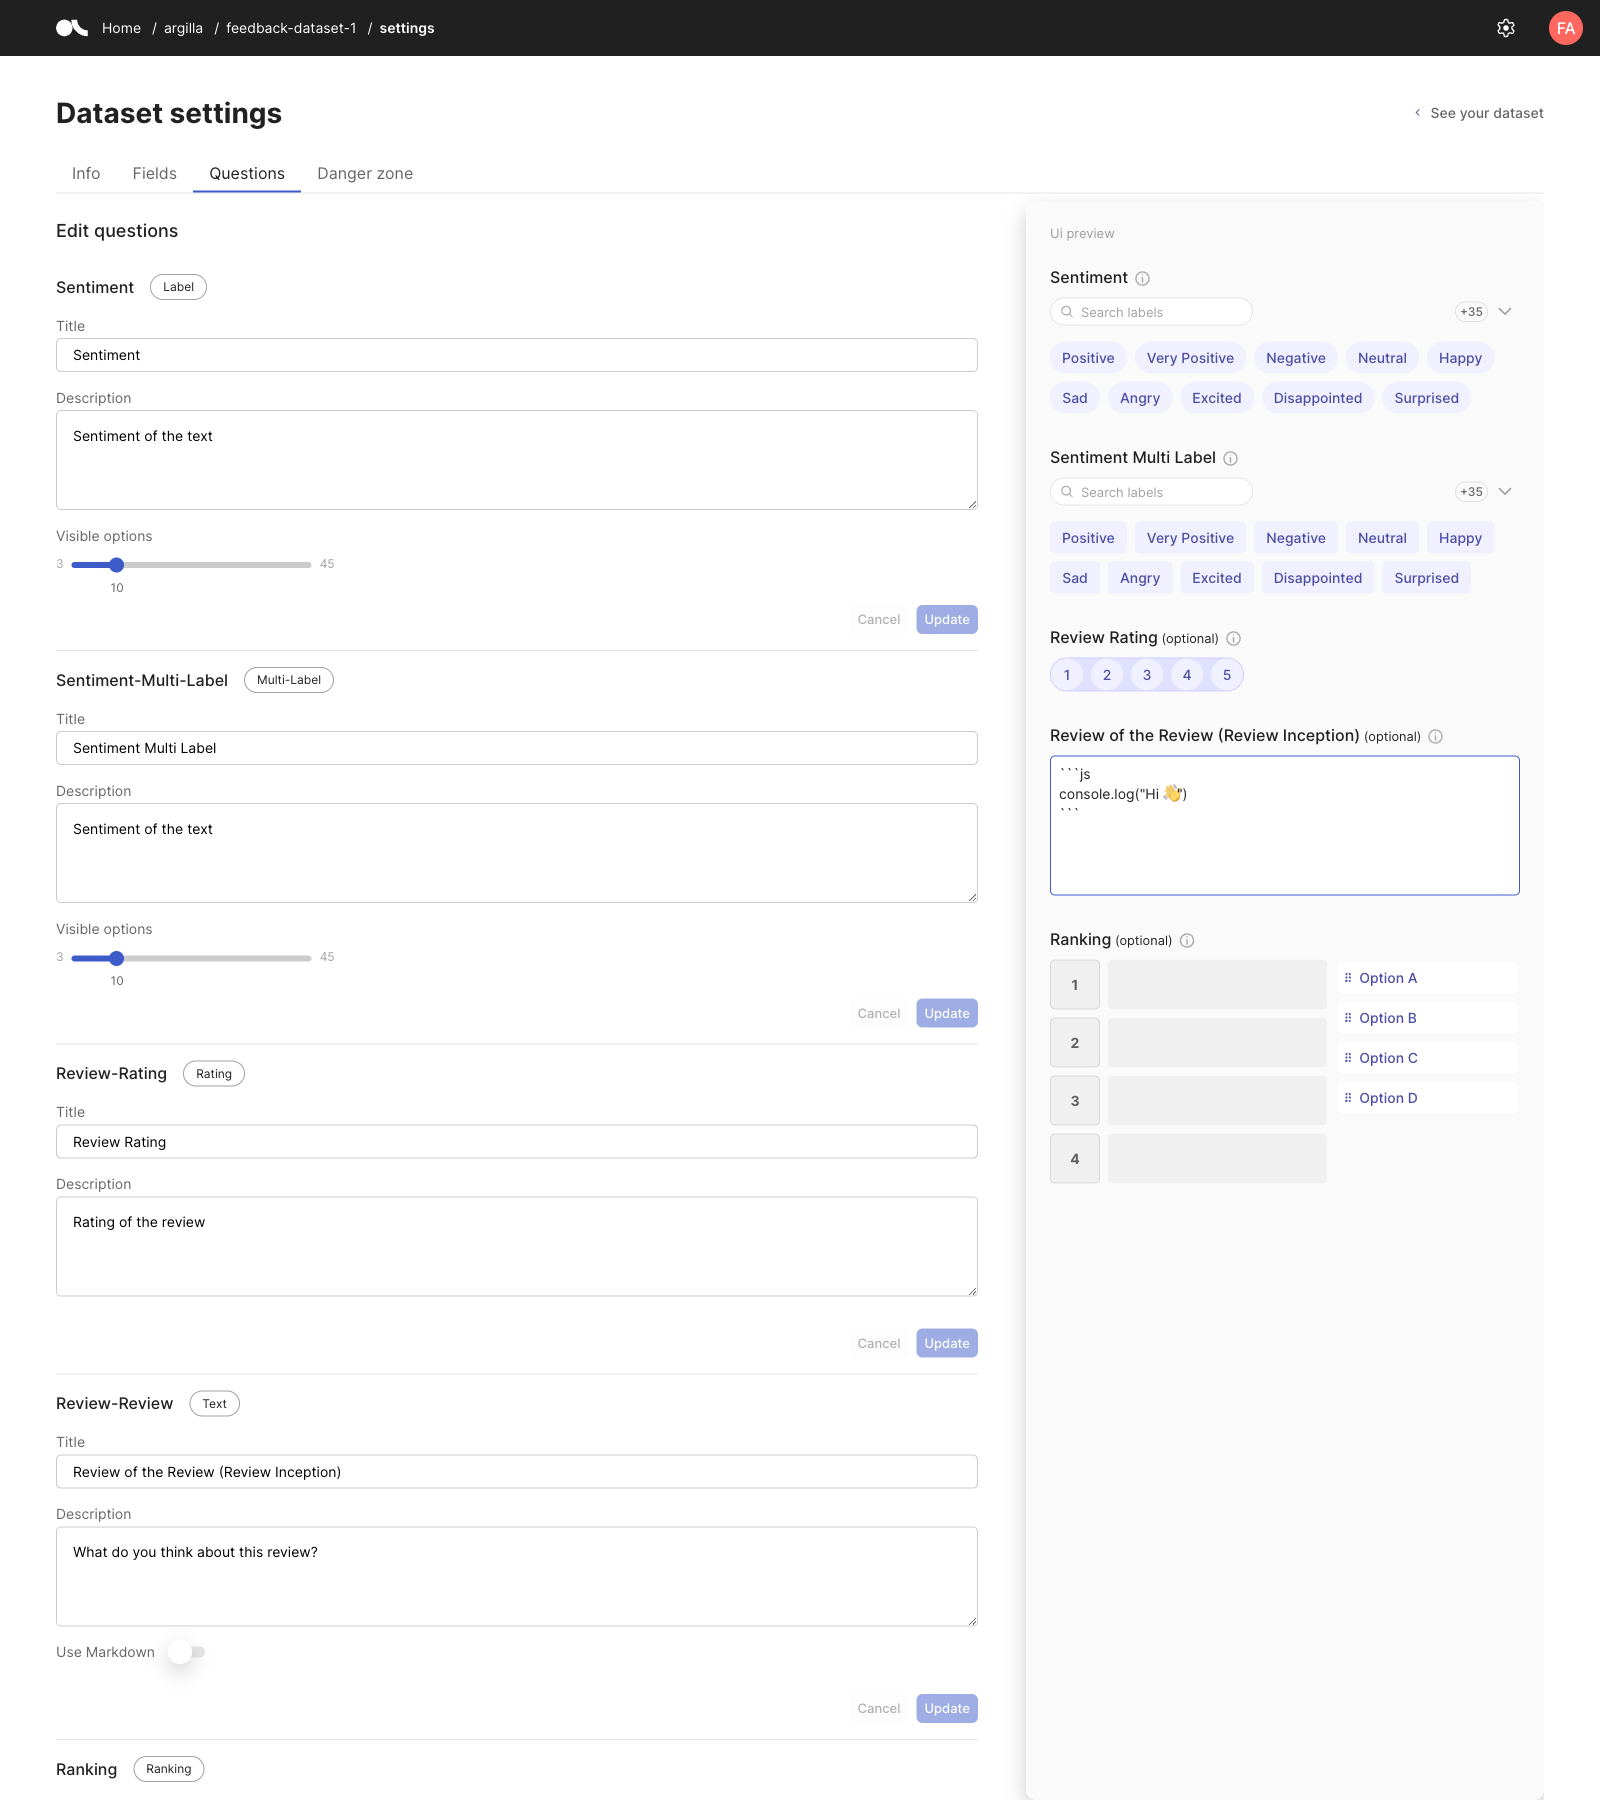 Home / argilla / feedback-dataset-1 / settings
FA
Dataset settings
See your dataset
Info Fields Questions Danger zone
Edit questions
Sentiment Label
Title
Sentiment
Description
Sentiment of the text
Visible options
3 45
10
Cancel Update
Sentiment-Multi-Label Multi-Label
Title
Sentiment Multi Label
Description
Sentiment of the text
Visible options
3 45
10
Cancel Update
Review-Rating Rating
Title
Review Rating
Description
Rating of the review
Cancel Update
Review-Review Text
Title
Review of the Review (Review Inception)
Description
What do you think about this review?
Use Markdown
Cancel Update
Ranking Ranking
Ui preview
Sentiment
Search labels +35
Positive Very Positive Negative Neutral Happy
Sad Angry Excited Disappointed Surprised
Sentiment Multi Label
Search labels +35
Positive Very Positive Negative Neutral Happy
Sad Angry Excited Disappointed Surprised
Review Rating (optional)
1 2 3 4 5
Review of the Review (Review Inception) (optional)
```js
console.log("Hi 👋")
```
Ranking (optional)
1
2
3
4
Option A
Option B
Option C
Option D